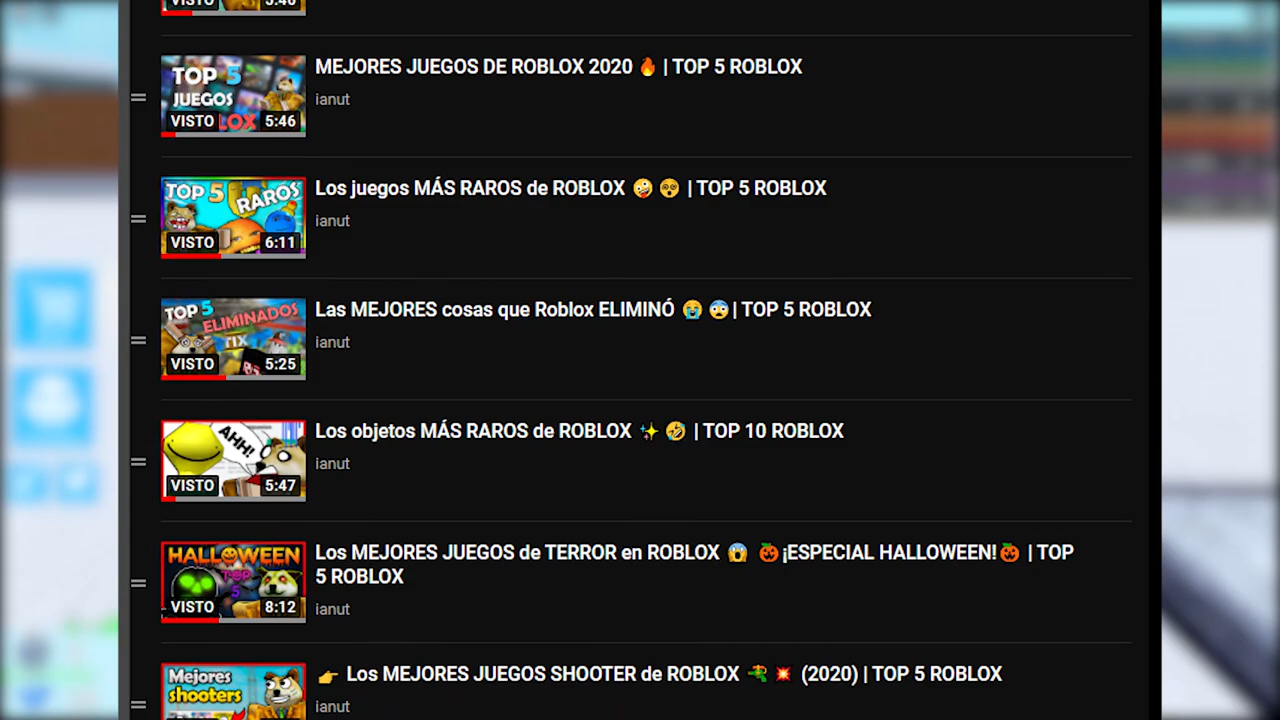 5:46
MEJORES JUEGOS DE ROBLOX 2020 🔥 | TOP 5 ROBLOX
ianut
TOP 5
JUEGOS
VISTO
LOX
5:46
Los juegos MÁS RAROS de ROBLOX 🤪 😵 | TOP 5 ROBLOX
ianut
TOP 5 RAROS
VISTO
6:11
Las MEJORES cosas que Roblox ELIMINÓ 😭 😨 | TOP 5 ROBLOX
ianut
TOP 5
ELIMINADOS
TIX
VISTO
5:25
Los objetos MÁS RAROS de ROBLOX ✨ 🤣 | TOP 10 ROBLOX
ianut
AHH!
VISTO
5:47
Los MEJORES JUEGOS de TERROR en ROBLOX 😱 🎃¡ESPECIAL HALLOWEEN!🎃 | TOP
5 ROBLOX
ianut
HALLOWEEN
TOP
5
VISTO
8:12
👉 Los MEJORES JUEGOS SHOOTER de ROBLOX 🔫 💥 (2020) | TOP 5 ROBLOX
ianut
Mejores
shooters